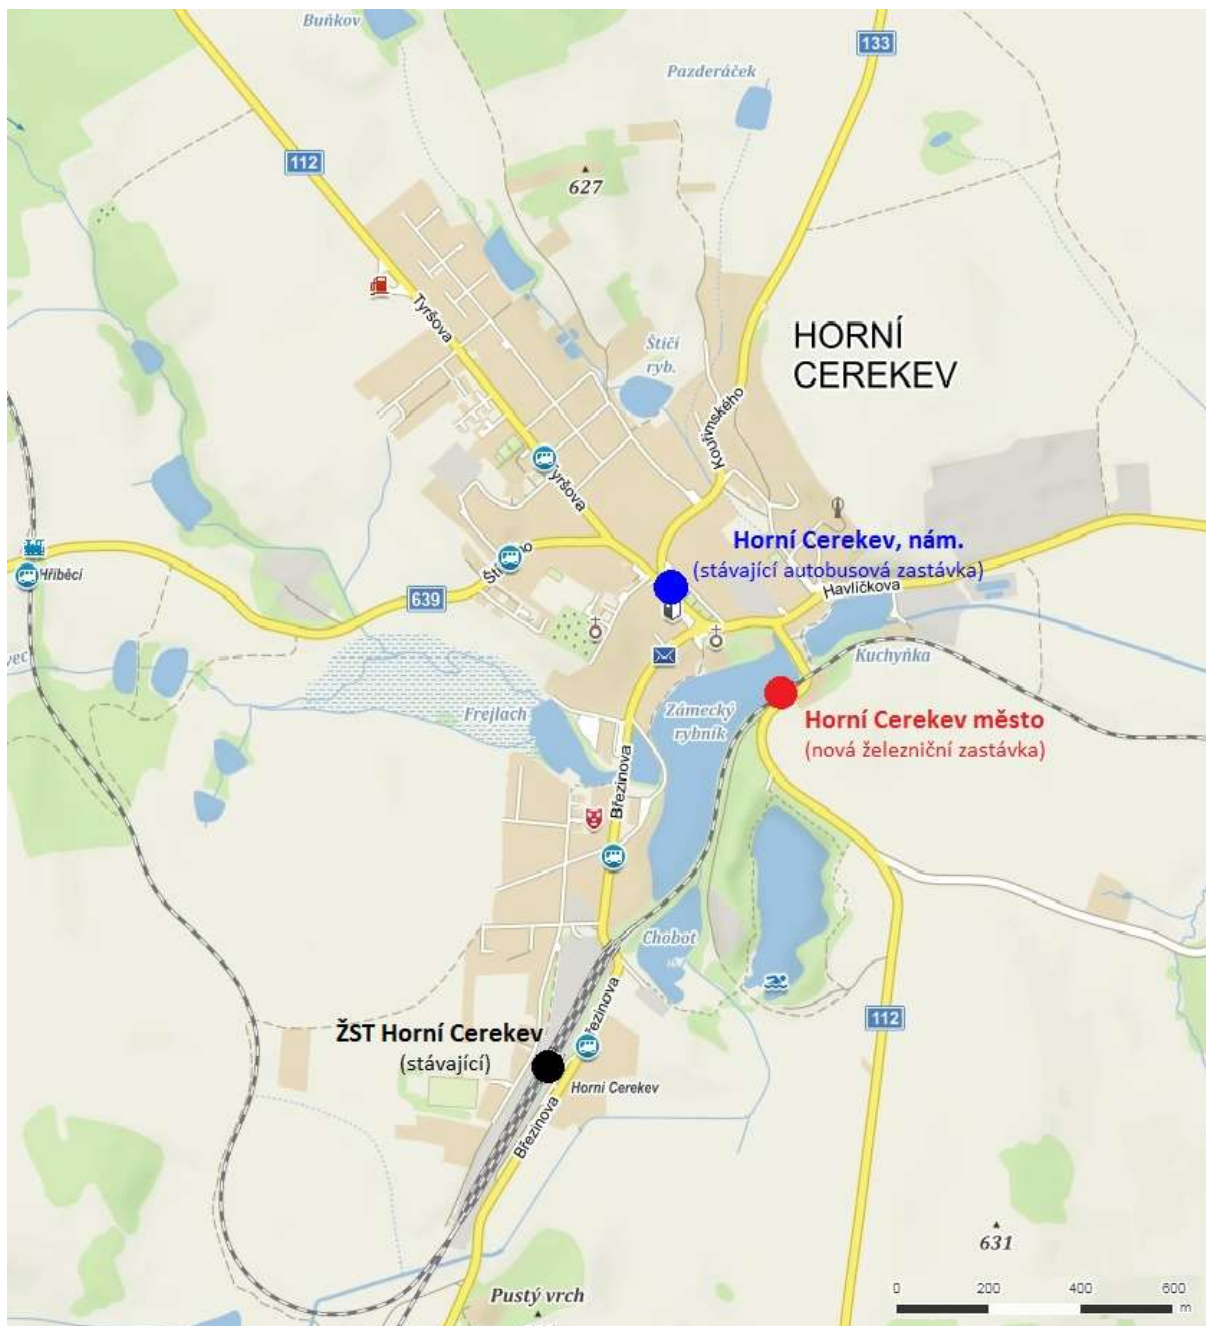 Buňkov
133
Pazderáček
112
627
Tyršova
Štičí
ryb.
HORNÍ
CEREKEV
Kouřimského
Tyršova
Horní Cerekev, nám.
(stávající autobusová zastávka)
Hříběcí
639
Havlíčkova
Kuchyňka
Frejlach
Zámecký
rybník
Horní Cerekev město
(nová železniční zastávka)
Březinova
Chobot
112
Březinova
ŽST Horní Cerekev
(stávající)
Horní Cerekev
Březinova
631
Pustý vrch
0 200 400 600
m